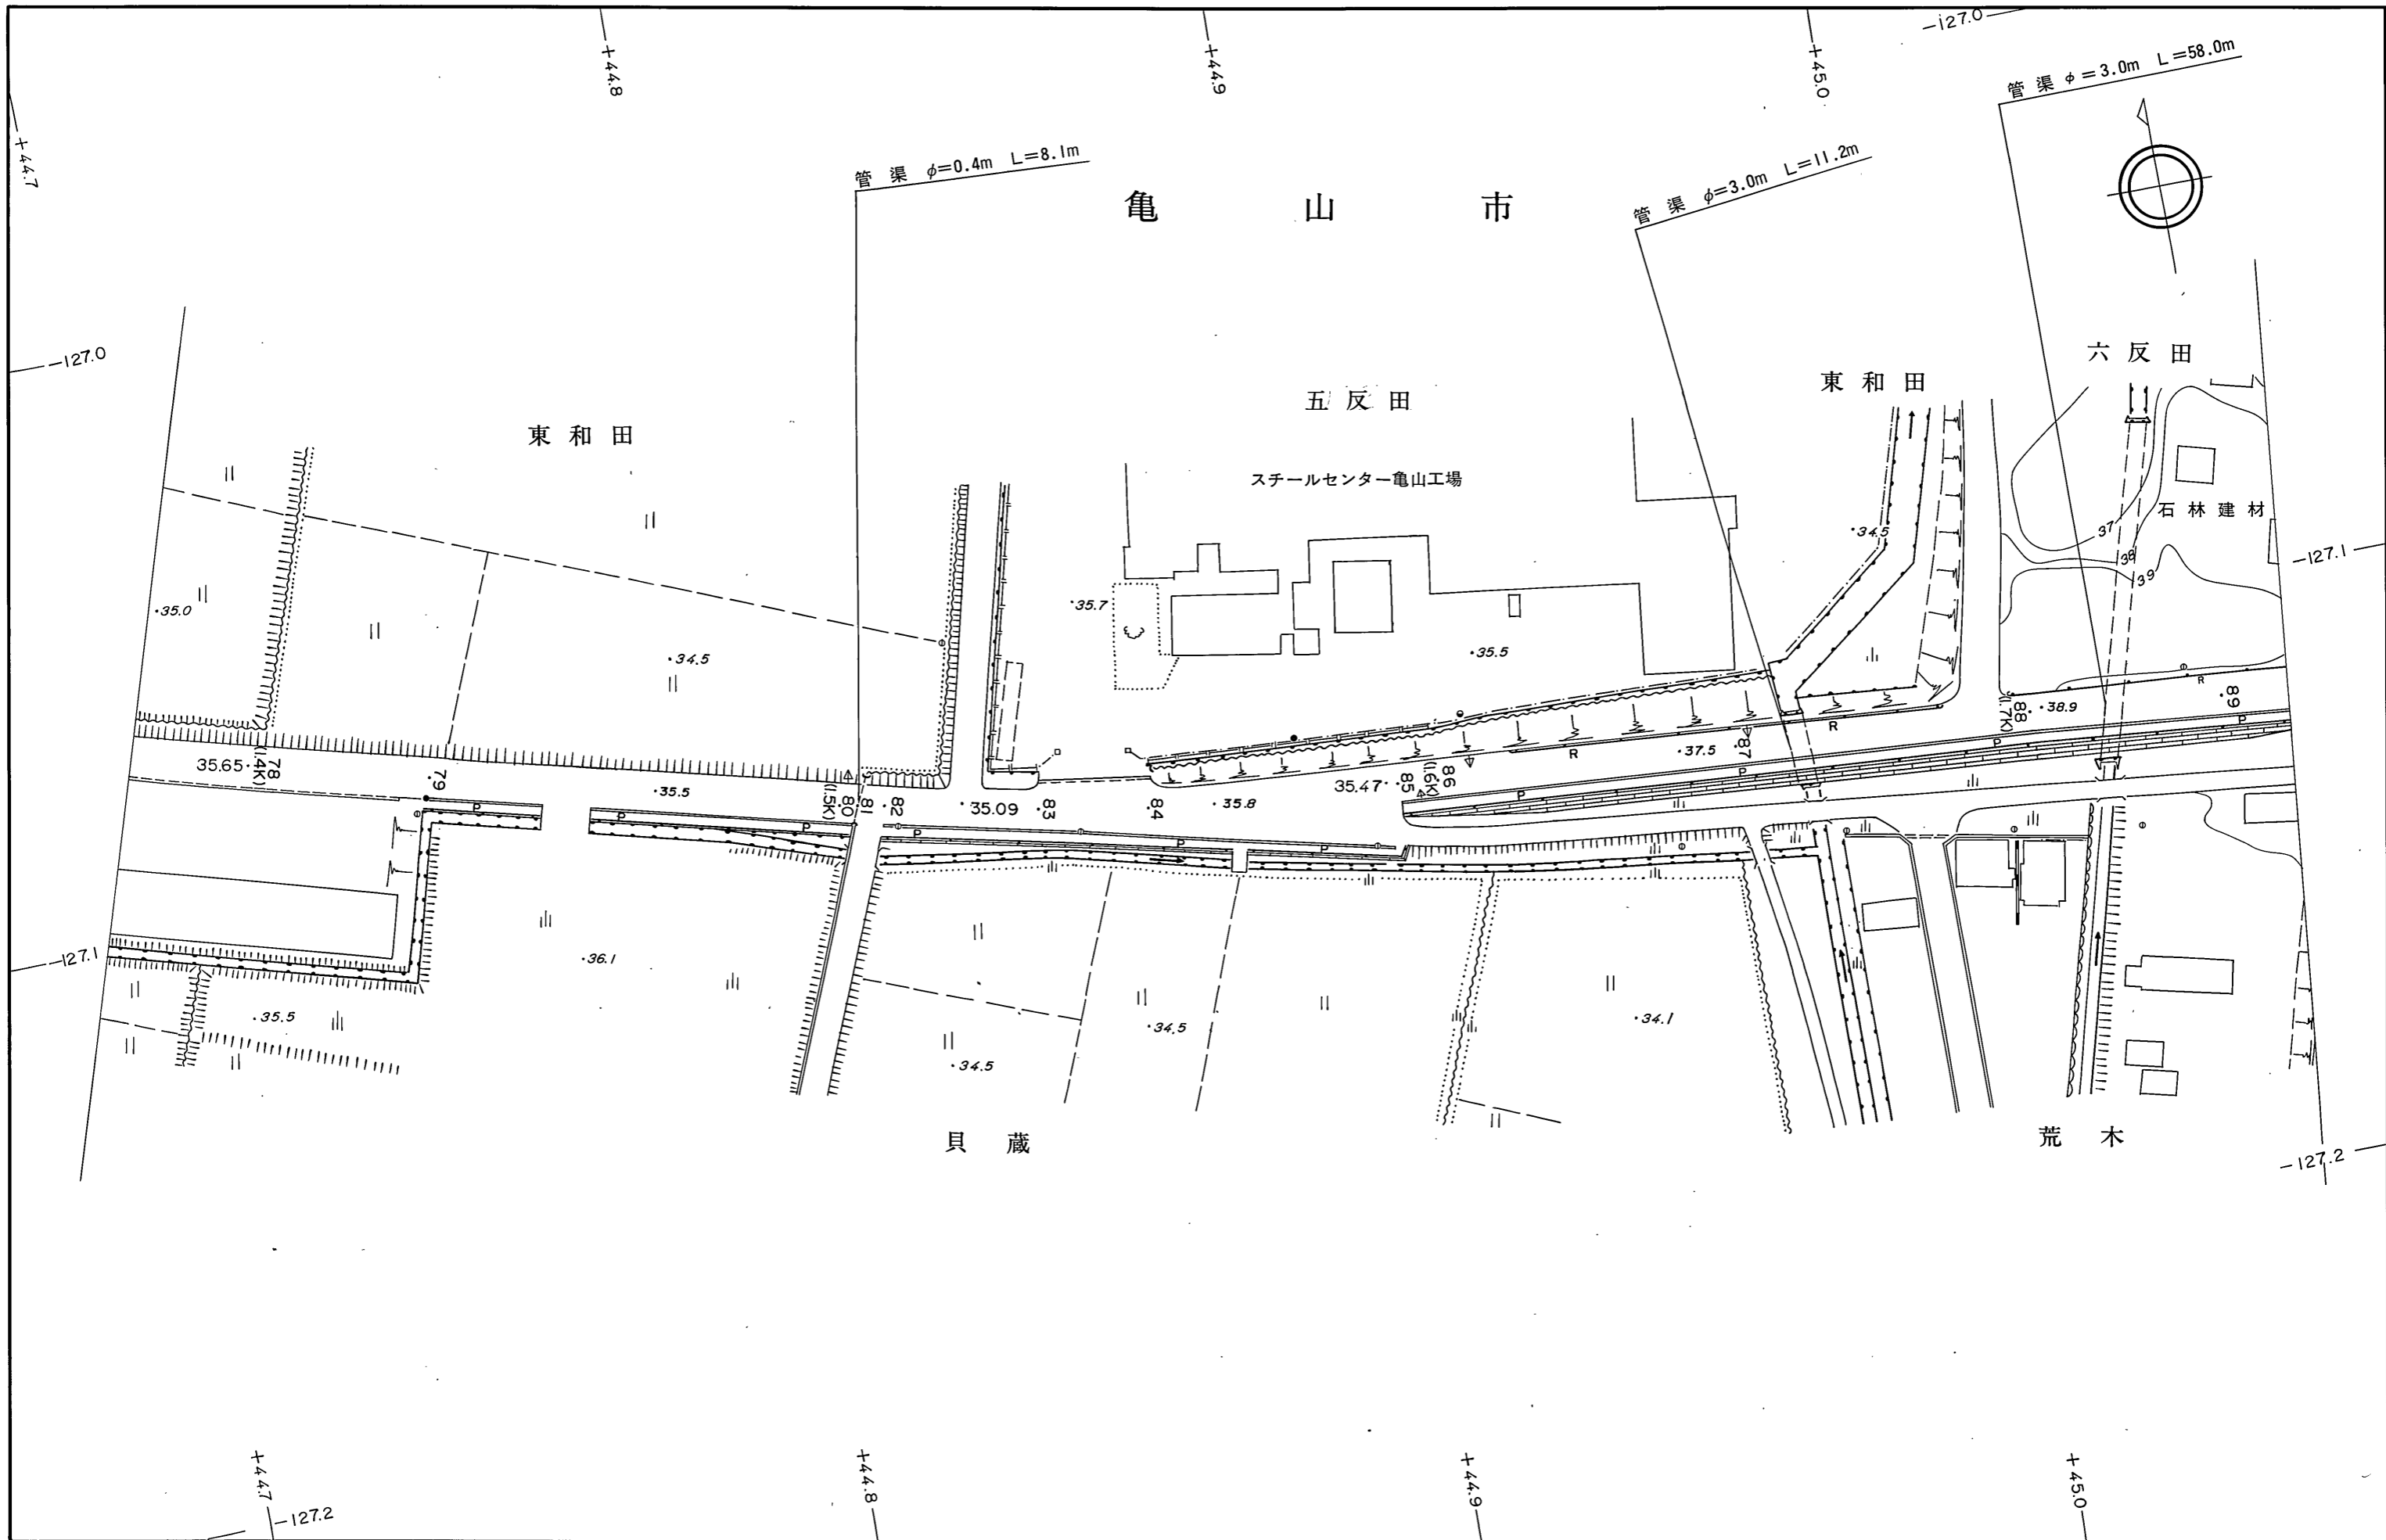 +44.8
+44.9
+45.0
-127.0
+44.7
管渠 φ=3.0m L=58.0m
管渠 φ=0.4m L=8.1m
管渠 φ=3.0m L=11.2m
亀山市
-127.0
六反田
東和田
五反田
東和田
スチールセンター亀山工場
石林建材
34.5
37
38
39
-127.1
35.0
35.7
34.5
35.5
R
89
88
(1.7K)
38.9
P
R
P
87
37.5
R
P
P
78
(1.4K)
35.65
79
35.5
80
(1.5K)
81
82
35.09
83
84
35.8
35.47
85
86
(1.6K)
P
P
P
P
P
P
P
-127.1
36.1
35.5
34.5
34.5
34.1
貝蔵
荒木
-127.2
+44.7
-127.2
+44.8
+44.9
+45.0